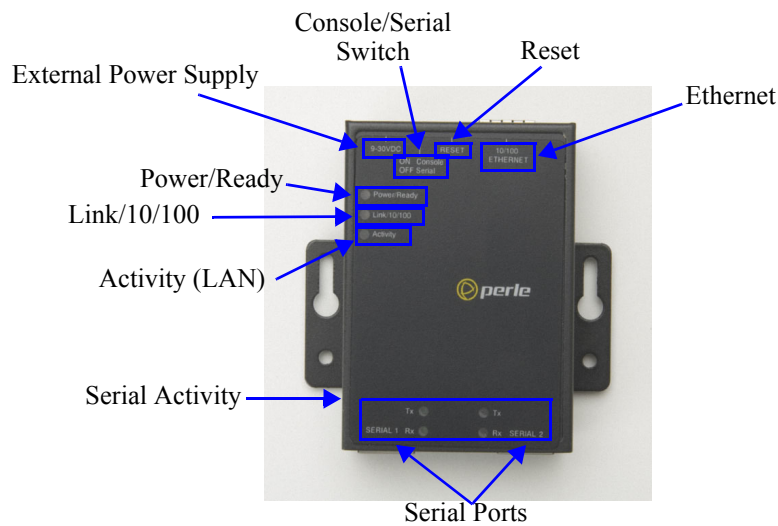 Console/Serial
Switch
Reset
External Power Supply
Ethernet
9-30VDC
RESET
10/100
ETHERNET
ON Console
OFF Serial
Power/Ready
Power/Ready
Link/10/100
Link/10/100
Activity
Activity (LAN)
perle
Serial Activity
Tx
Tx
SERIAL 1 Rx
Rx SERIAL 2
Serial Ports